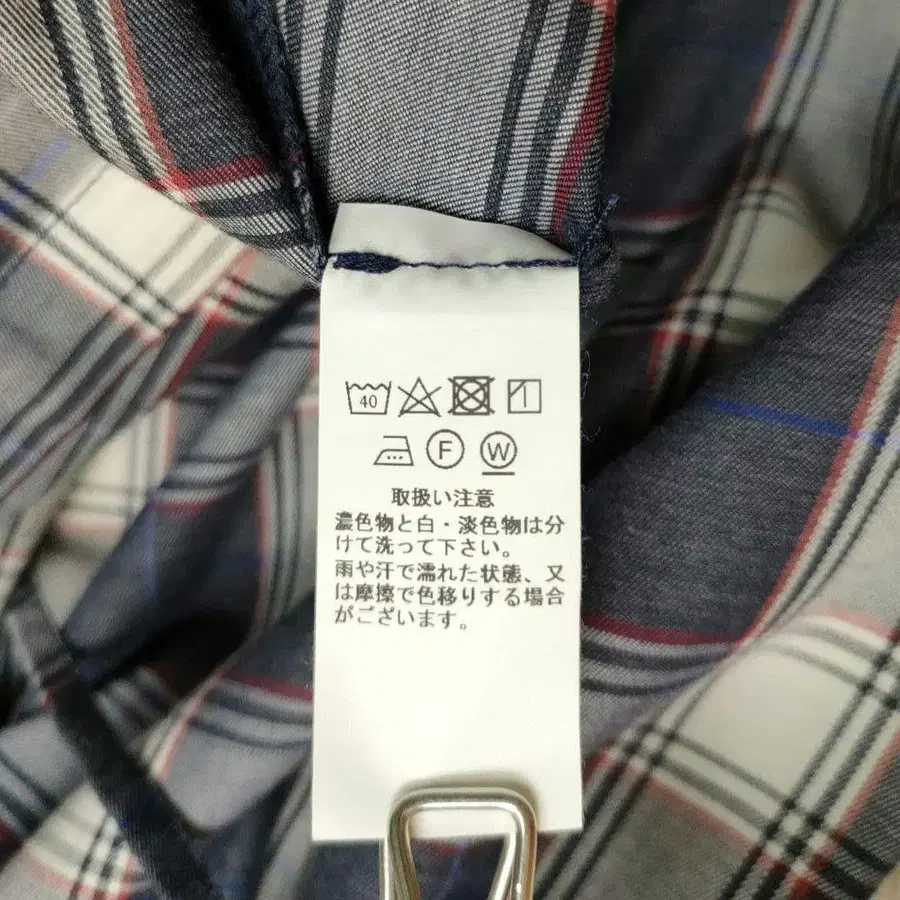 40
F
W
取扱い注意
濃色物と白・淡色物は分
けて洗って下さい。
雨や汗で濡れた状態、又
は摩擦で色移りする場合
がございます。